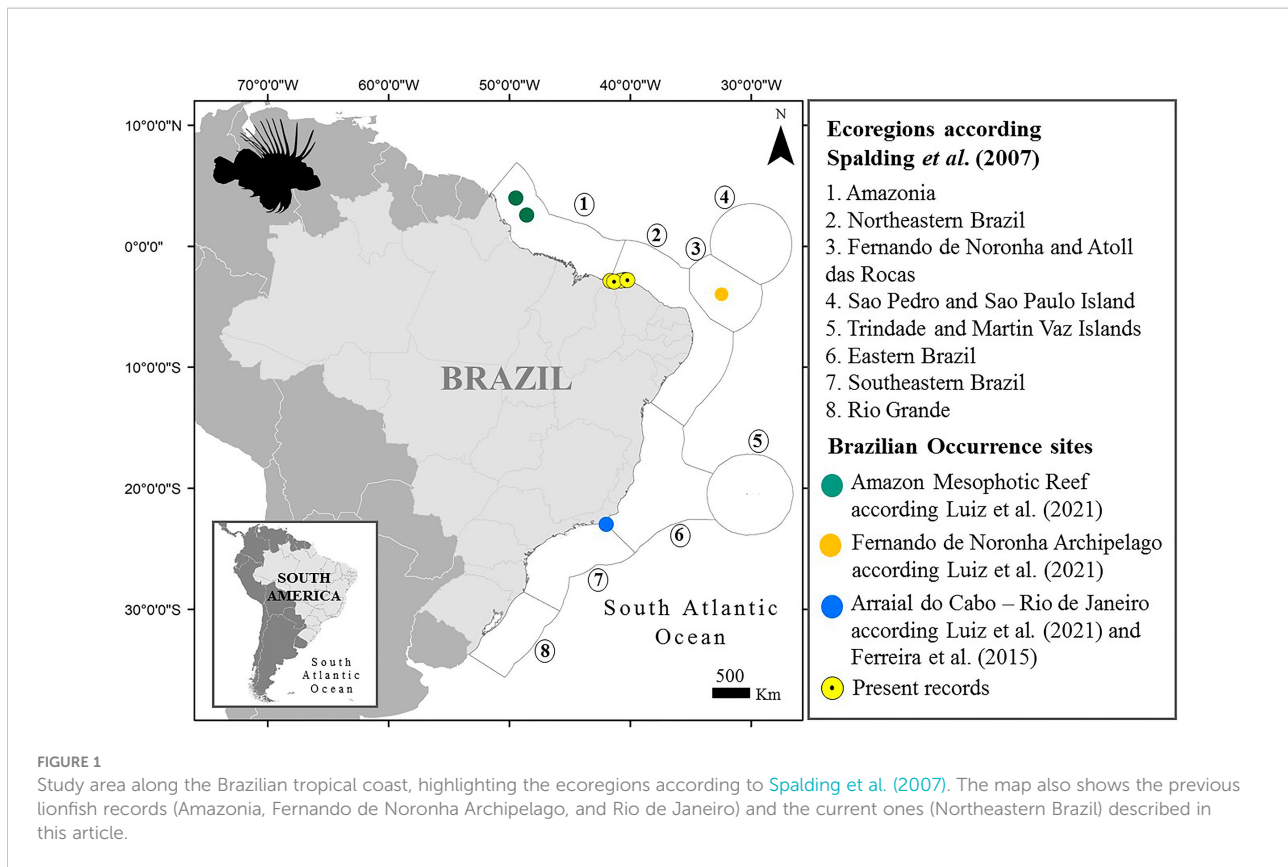 70°0'0"W
60°0'0"W
50°0'0"W
40°0'0"W
30°0'0"W
10°0'0"N
0°0'0"
10°0'0"S
20°0'0"S
30°0'0"S
N
1
2
3
4
5
6
7
8
BRAZIL
South Atlantic
Ocean
500
Km
SOUTH
AMERICA
South
Atlantic
Ocean
Ecoregions according
Spalding et al. (2007)
1. Amazonia
2. Northeastern Brazil
3. Fernando de Noronha and Atoll
das Rocas
4. Sao Pedro and Sao Paulo Island
5. Trindade and Martin Vaz Islands
6. Eastern Brazil
7. Southeastern Brazil
8. Rio Grande
Brazilian Occurrence sites
Amazon Mesophotic Reef
according Luiz et al. (2021)
Fernando de Noronha Archipelago
according Luiz et al. (2021)
Arraial do Cabo – Rio de Janeiro
according Luiz et al. (2021) and
Ferreira et al. (2015)
Present records
FIGURE 1
Study area along the Brazilian tropical coast, highlighting the ecoregions according to Spalding et al. (2007). The map also shows the previous
lionfish records (Amazonia, Fernando de Noronha Archipelago, and Rio de Janeiro) and the current ones (Northeastern Brazil) described in
this article.